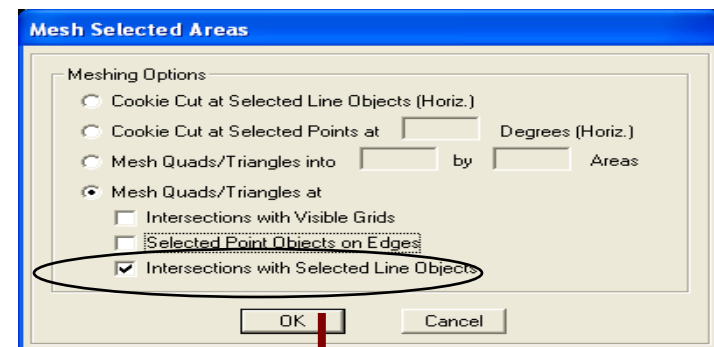 Mesh Selected Areas
Meshing Options
Cookie Cut at Selected Line Objects (Horiz.)
Cookie Cut at Selected Points at Degrees (Horiz.)
Mesh Quads/Triangles into by Areas
Mesh Quads/Triangles at
Intersections with Visible Grids
Selected Point Objects on Edges
Intersections with Selected Line Objects
OK Cancel